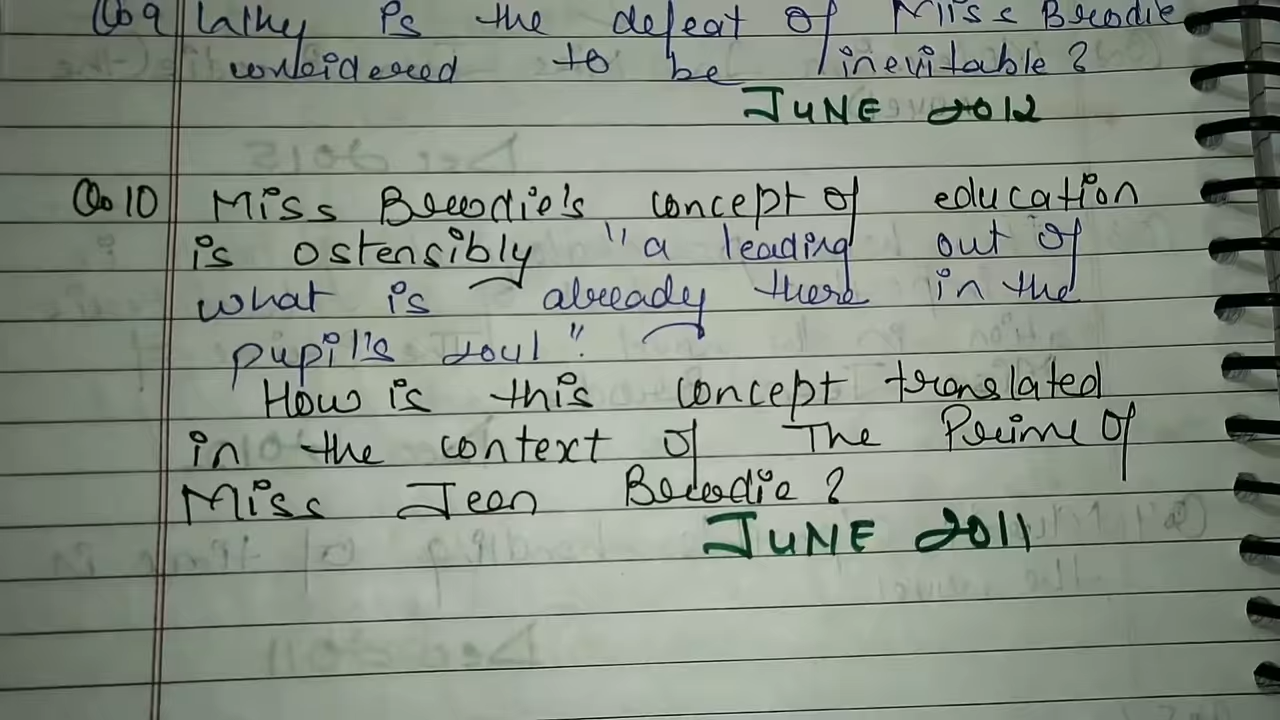 Q.9 Why is the defeat of Miss Brodie
considered to be inevitable?
JUNE 2012
Q.10 Miss Brodie's concept of education
is ostensibly "a leading out of
what is already there in the
pupil's soul".
How is this concept translated
in the context of The Prime Of
Miss Jean Brodie?
JUNE 2011